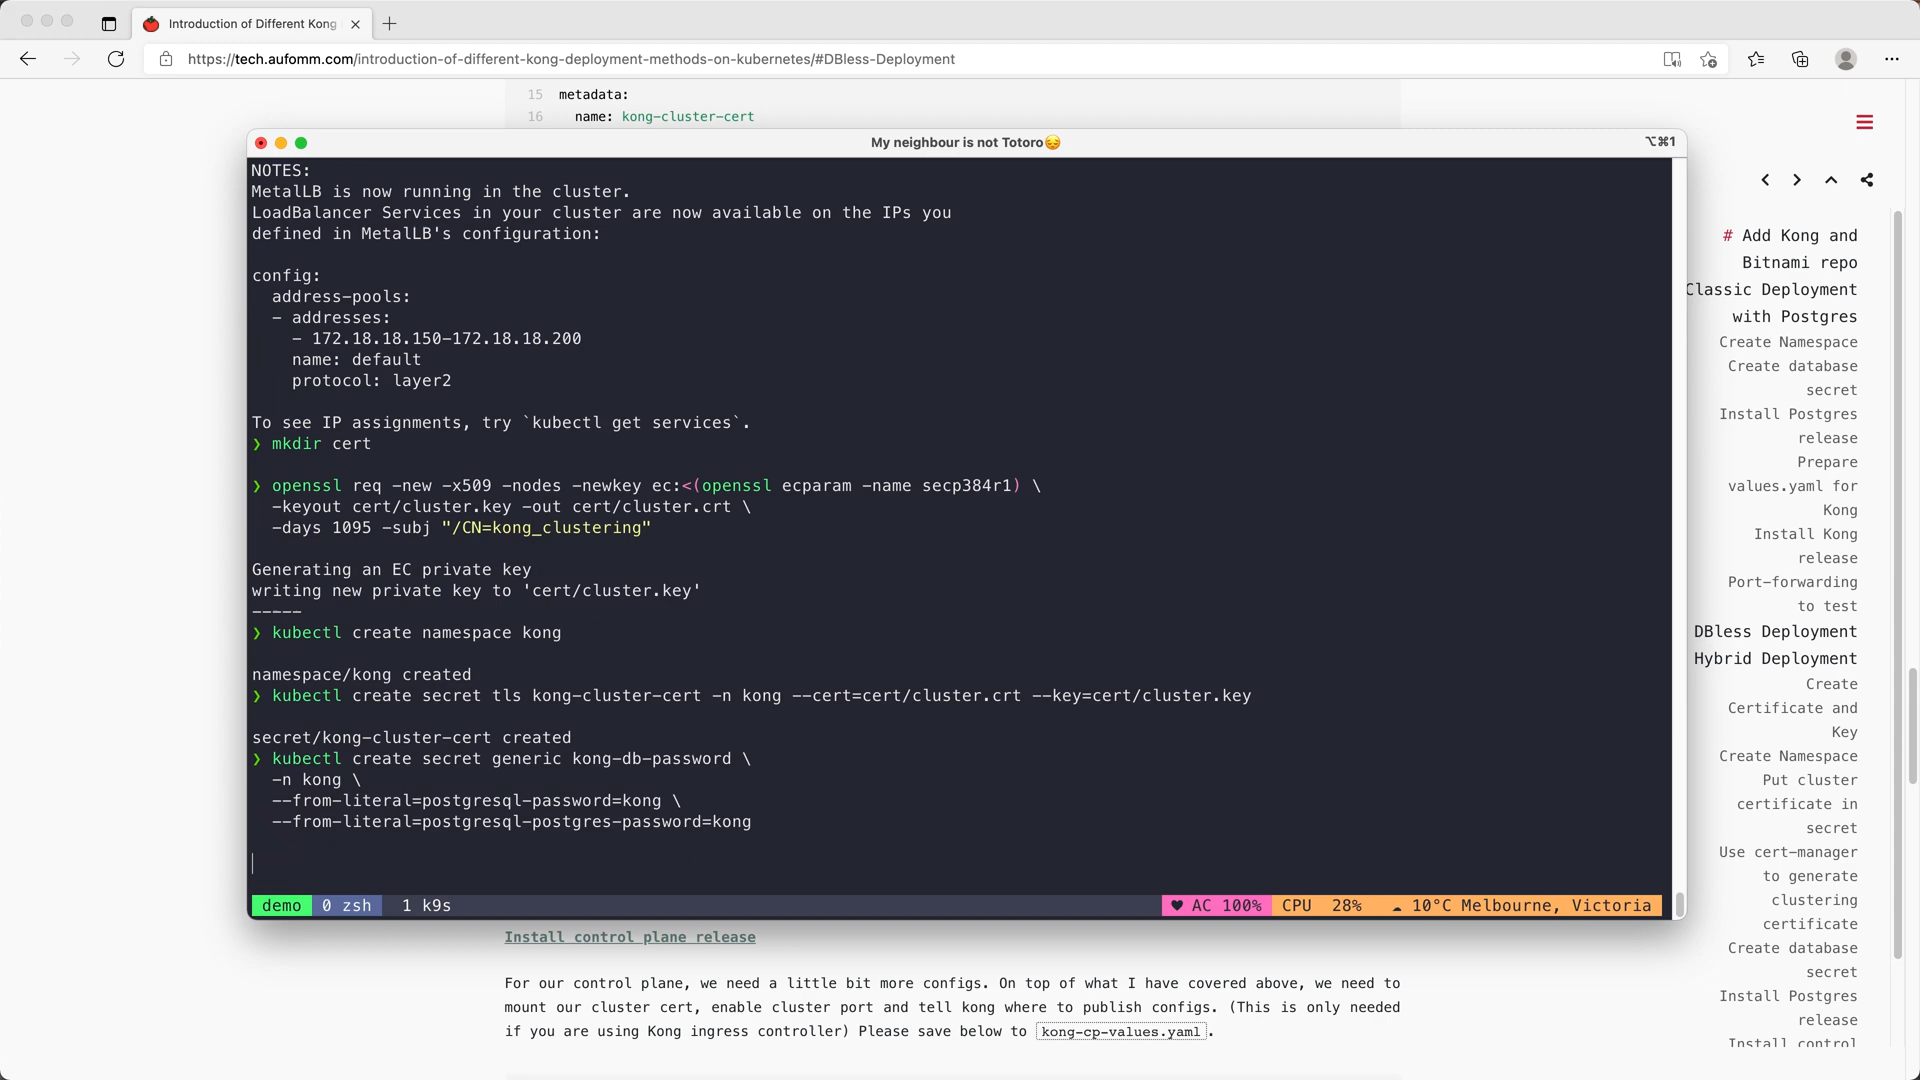 Introduction of Different Kong
https://tech.aufomm.com/introduction-of-different-kong-deployment-methods-on-kubernetes/#DBless-Deployment
15 metadata:
16 name: kong-cluster-cert
My neighbour is not Totoro😔
⌥⌘1
NOTES:
MetalLB is now running in the cluster.
LoadBalancer Services in your cluster are now available on the IPs you
defined in MetalLB's configuration:
config:
address-pools:
- addresses:
- 172.18.18.150-172.18.18.200
name: default
protocol: layer2
To see IP assignments, try `kubectl get services`.
❯ mkdir cert
❯ openssl req -new -x509 -nodes -newkey ec:<(openssl ecparam -name secp384r1) \
-keyout cert/cluster.key -out cert/cluster.crt \
-days 1095 -subj "/CN=kong_clustering"
Generating an EC private key
writing new private key to 'cert/cluster.key'
-----
❯ kubectl create namespace kong
namespace/kong created
❯ kubectl create secret tls kong-cluster-cert -n kong --cert=cert/cluster.crt --key=cert/cluster.key
secret/kong-cluster-cert created
❯ kubectl create secret generic kong-db-password \
-n kong \
--from-literal=postgresql-password=kong \
--from-literal=postgresql-postgres-password=kong
demo 0 zsh 1 k9s ♥ AC 100% CPU 28% ☁ 10°C Melbourne, Victoria
Install control plane release
For our control plane, we need a little bit more configs. On top of what I have covered above, we need to
mount our cluster cert, enable cluster port and tell kong where to publish configs. (This is only needed
if you are using Kong ingress controller) Please save below to kong-cp-values.yaml.
# Add Kong and
Bitnami repo
Classic Deployment
with Postgres
Create Namespace
Create database
secret
Install Postgres
release
Prepare
values.yaml for
Kong
Install Kong
release
Port-forwarding
to test
DBless Deployment
Hybrid Deployment
Create
Certificate and
Key
Create Namespace
Put cluster
certificate in
secret
Use cert-manager
to generate
clustering
certificate
Create database
secret
Install Postgres
release
Install control